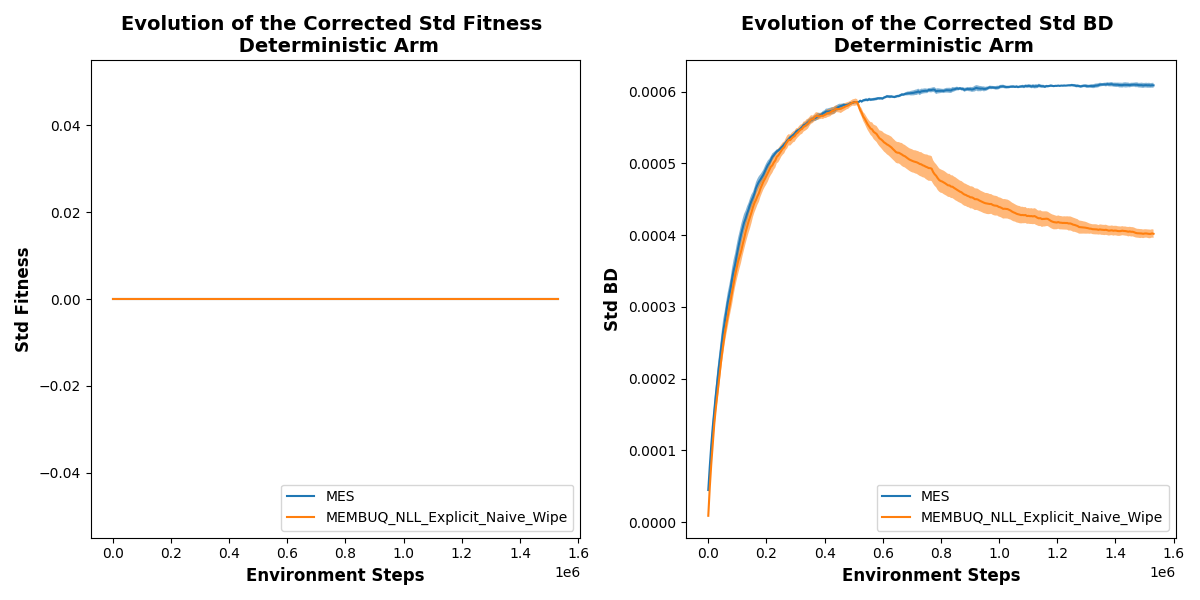 Evolution of the Corrected Std Fitness
Deterministic Arm
Std Fitness
0.04
0.02
0.00
−0.02
−0.04
MES
MEMBUQ_NLL_Explicit_Naive_Wipe
0.0 0.2 0.4 0.6 0.8 1.0 1.2 1.4 1.6
1e6
Environment Steps
Evolution of the Corrected Std BD
Deterministic Arm
Std BD
0.0006
0.0005
0.0004
0.0003
0.0002
0.0001
0.0000
MES
MEMBUQ_NLL_Explicit_Naive_Wipe
0.0 0.2 0.4 0.6 0.8 1.0 1.2 1.4 1.6
1e6
Environment Steps